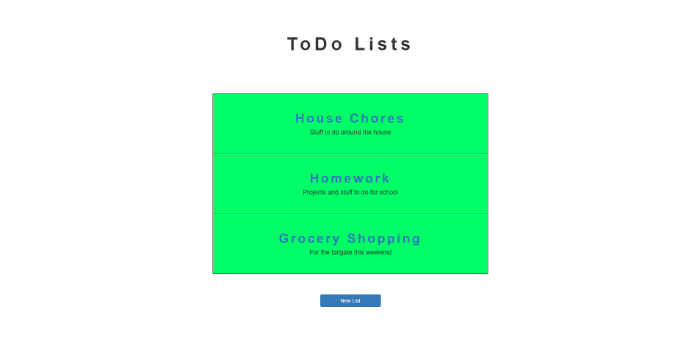 ToDo Lists
House Chores
Stuff to do around the house
Homework
Projects and stuff to do for school
Grocery Shopping
For the tailgate this weekend
New List